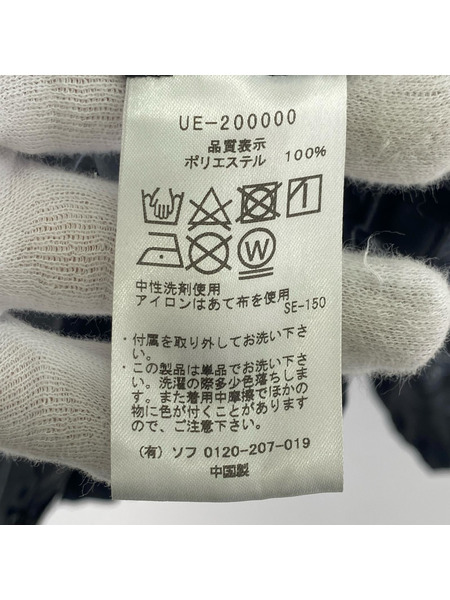 UE-200000
品質表示
ポリエステル 100%
W
中性洗剤使用
アイロンはあて布を使用
SE-150
・付属を取り外してお洗い下さ
い。
・この製品は単品でお洗い下さ
い。洗濯の際多少色落ちしま
す。また着用中摩擦でほかの
物に色が付くことがあります
ので、ご注意下さい。
(有) ソフ 0120-207-019
中国製